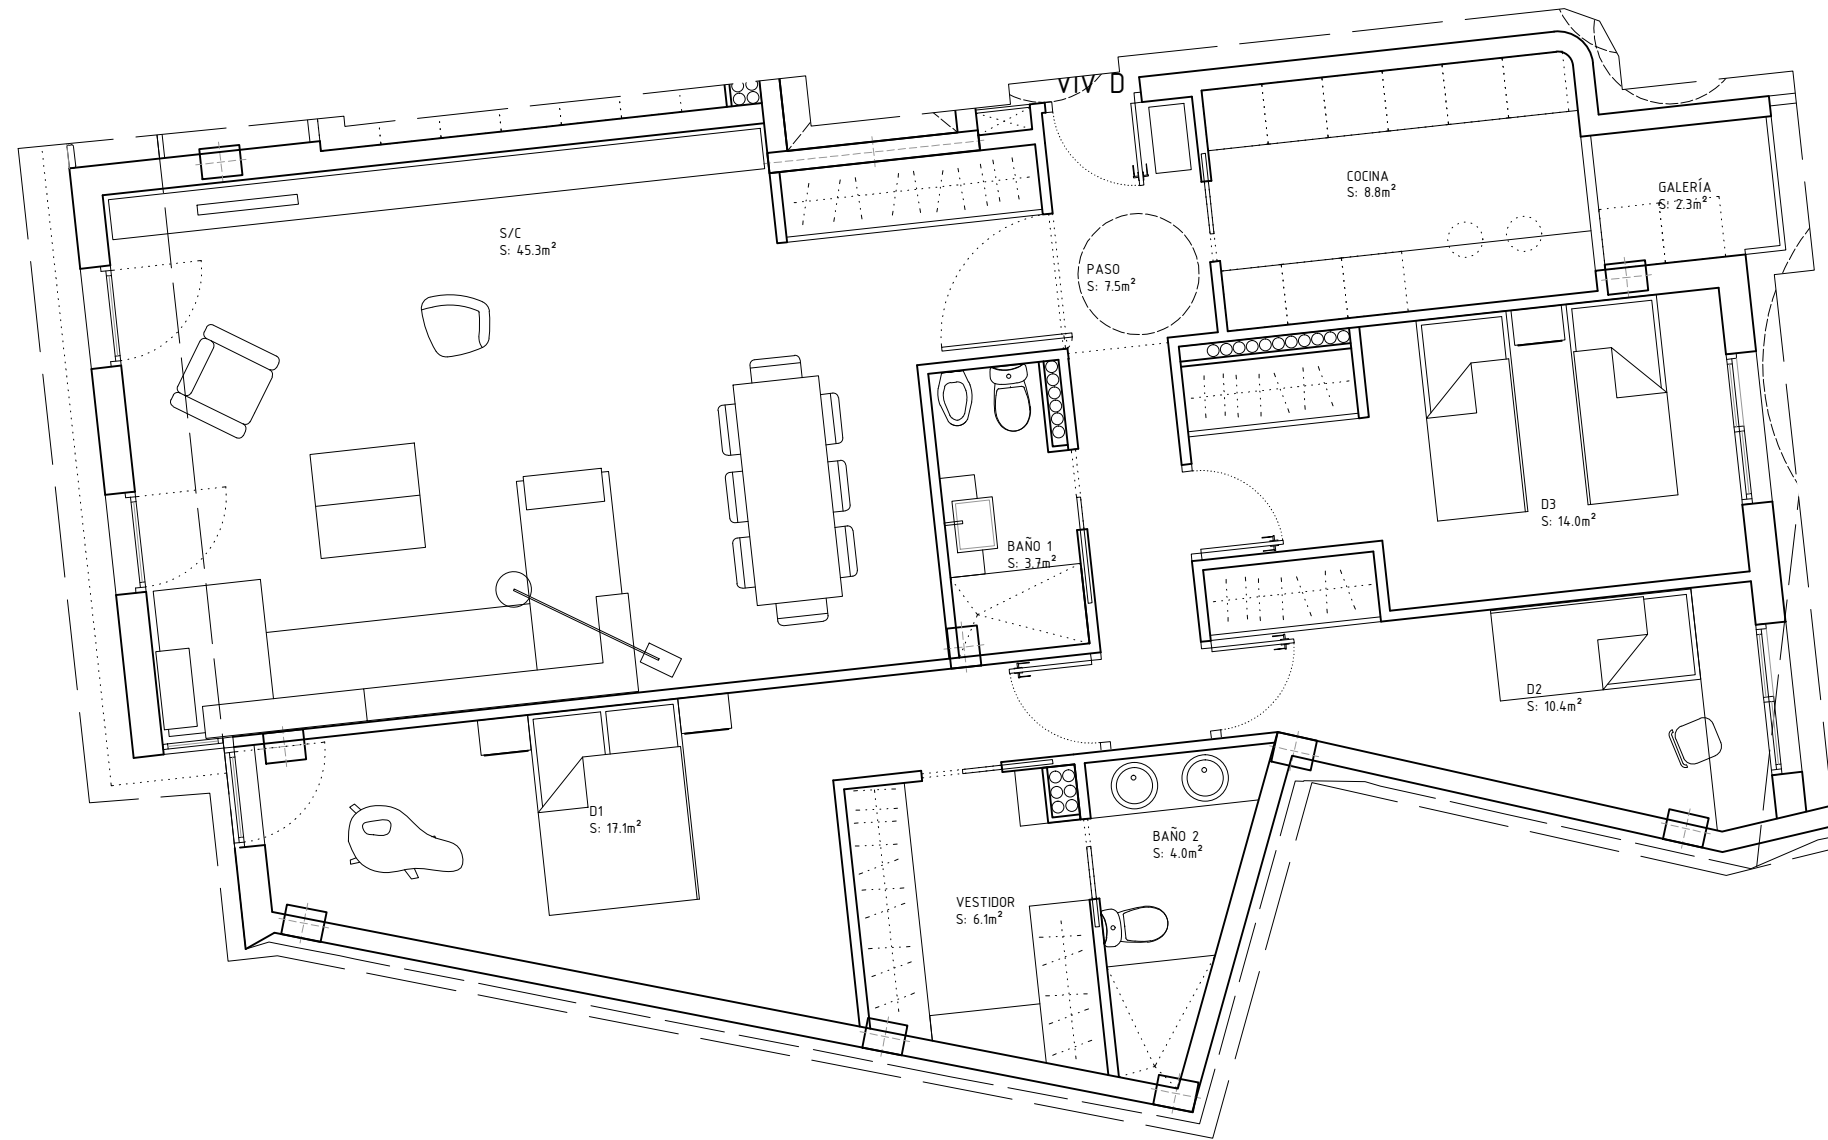 VIV D
COCINA
S: 8.8m²
GALERÍA
S: 2.3m²
S/C
S: 45.3m²
PASO
S: 7.5m²
D3
S: 14.0m²
BAÑO 1
S: 3.7m²
D2
S: 10.4m²
D1
S: 17.1m²
BAÑO 2
S: 4.0m²
VESTIDOR
S: 6.1m²